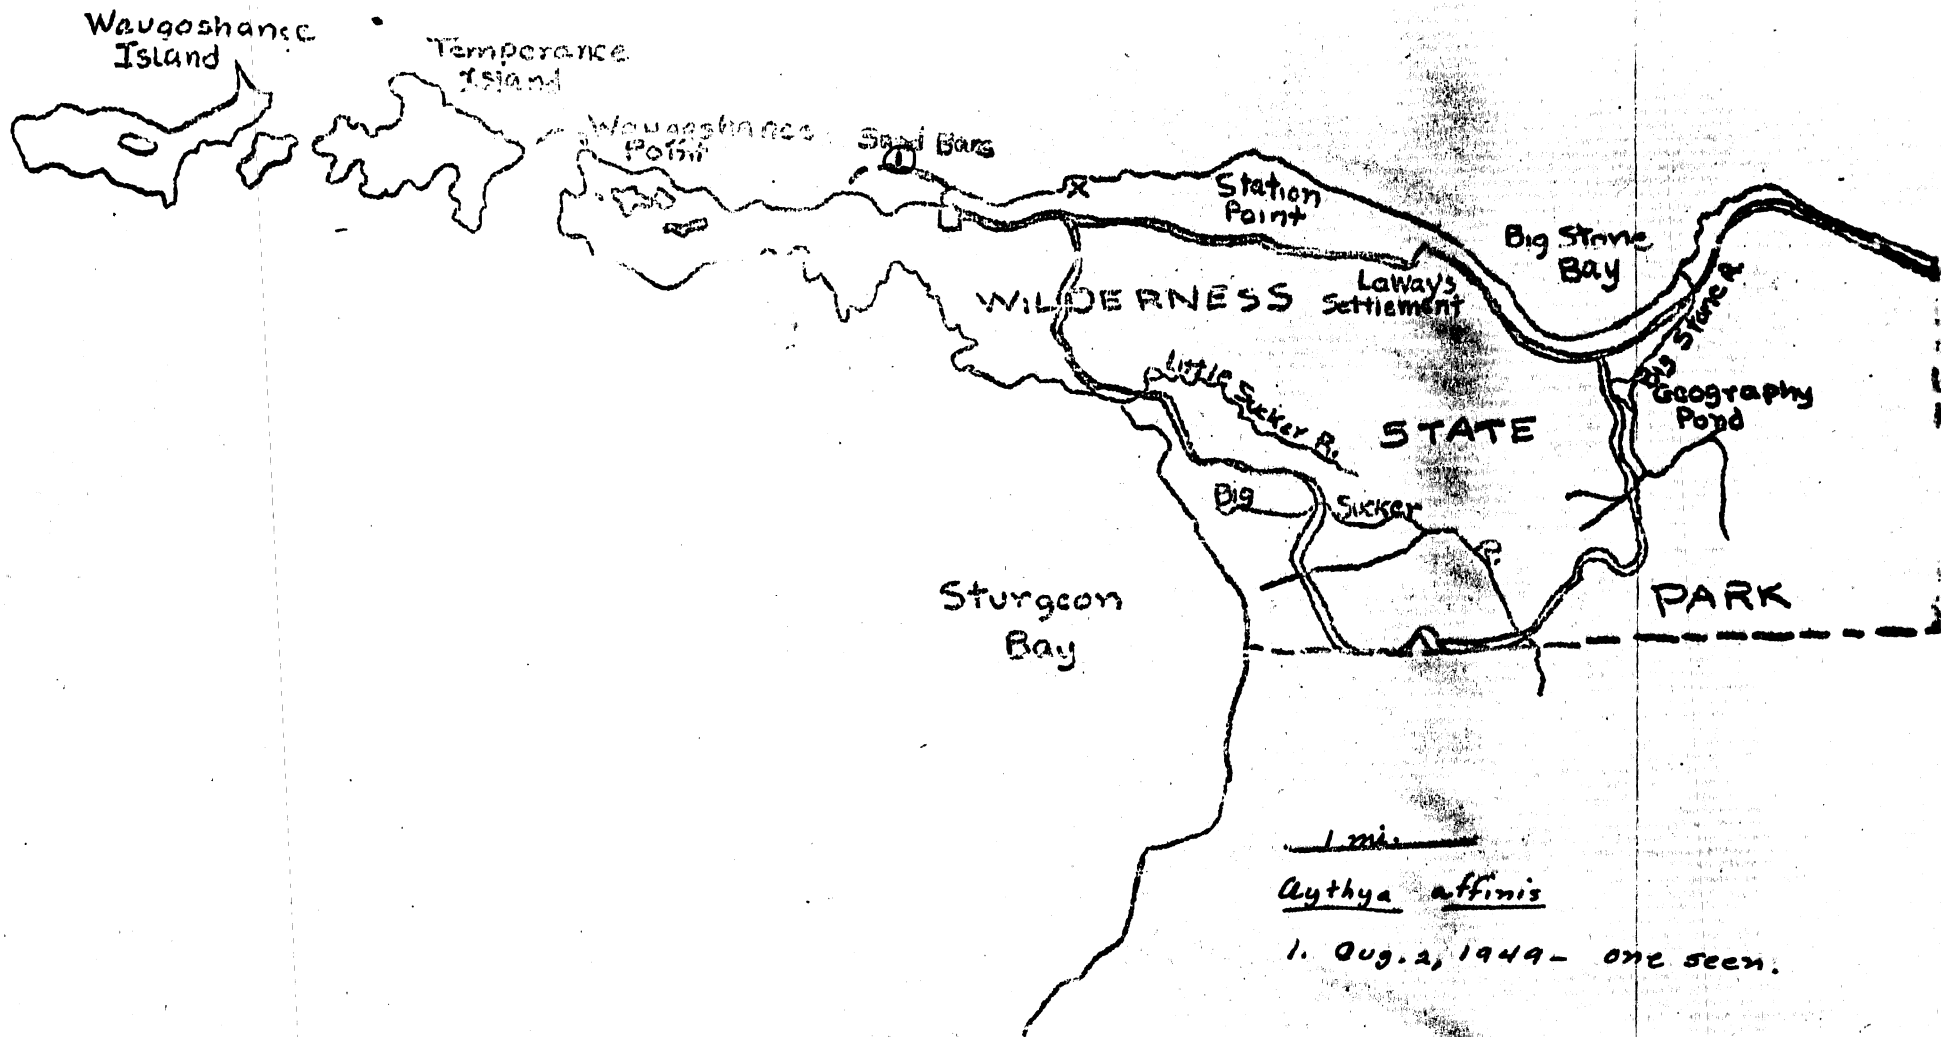 Waugoshance
Island
Temperance
Island
Waugoshance
Point
Sand Bars
1
Station
Point
Big Stone
Bay
LaWay's
Settlement
WILDERNESS
Big Stone R.
Little Sucker R.
Geography
Pond
STATE
Big Sucker R.
Sturgeon
Bay
PARK
1 mi.
Aythya affinis
1. Aug. 2, 1949 - one seen.